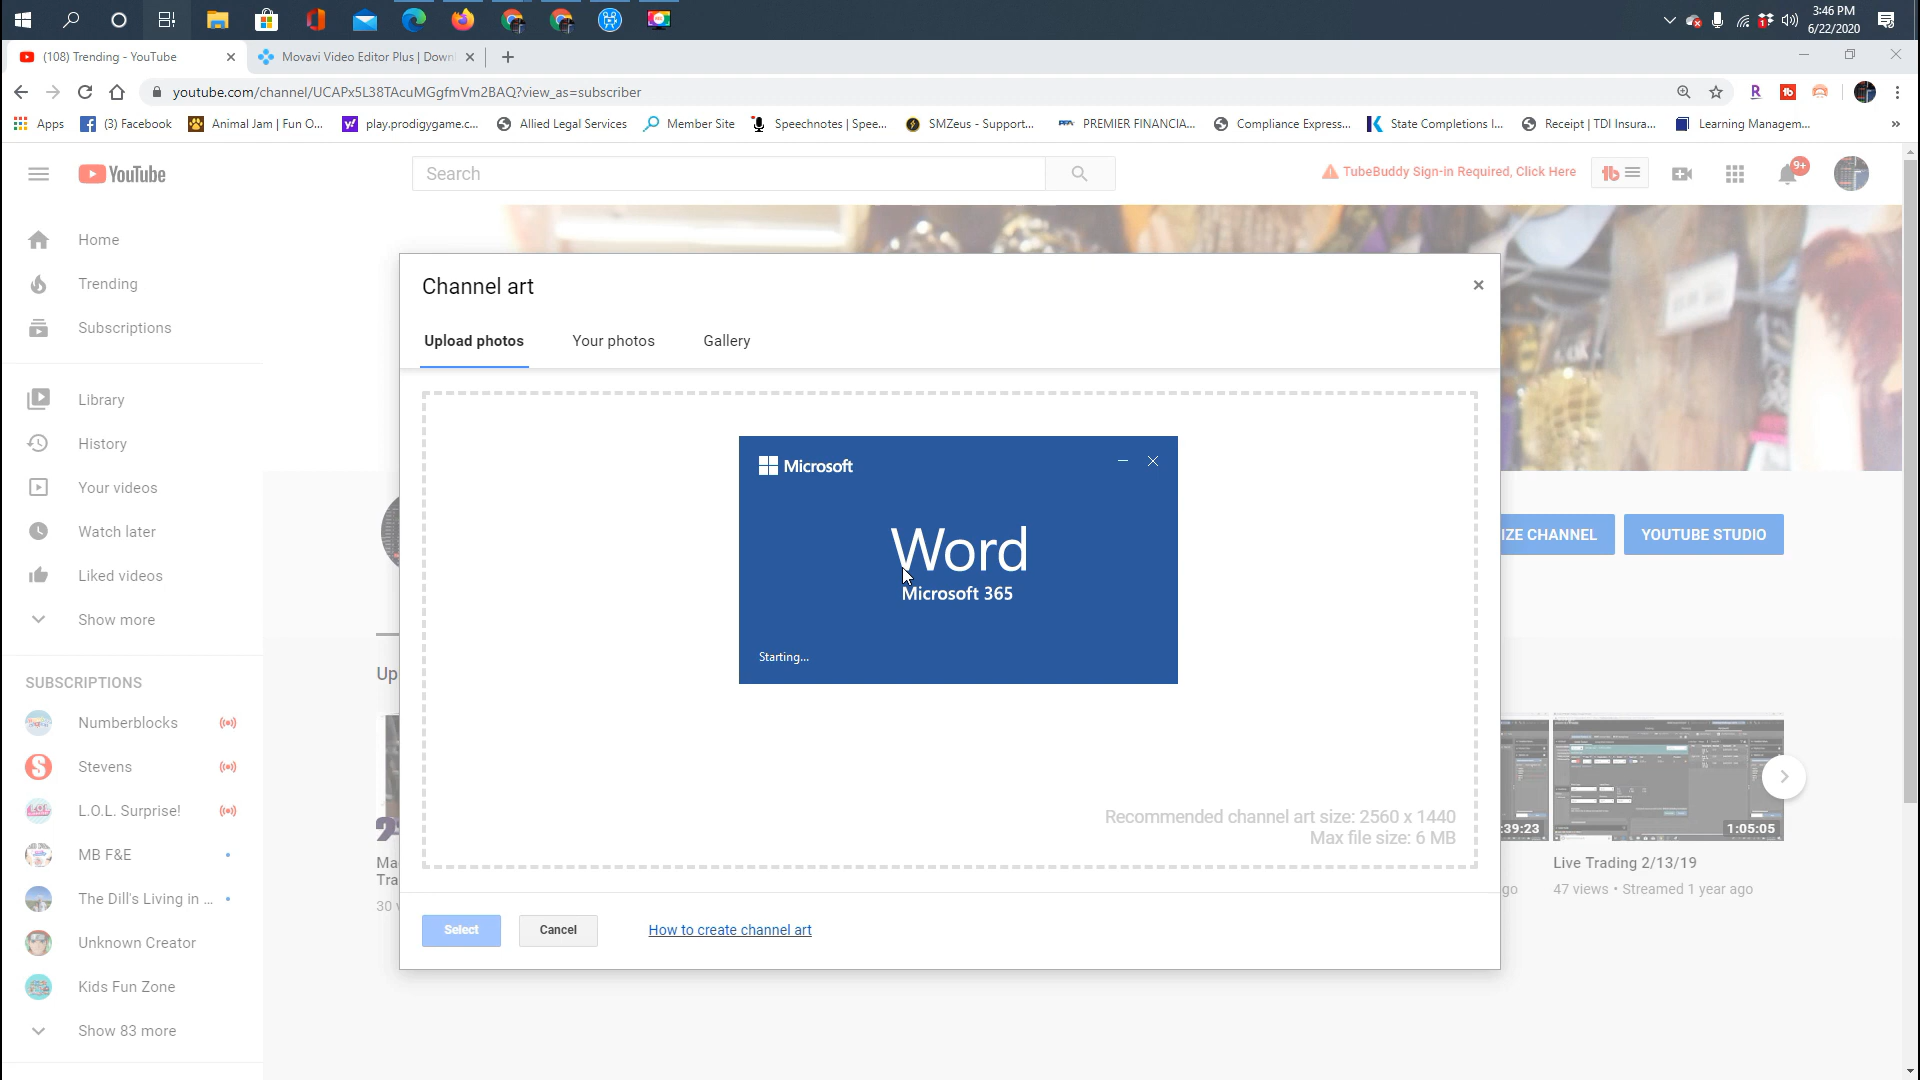 3:46 PM
6/22/2020
(108) Trending - YouTube
Movavi Video Editor Plus | Down
youtube.com/channel/UCAPx5L38TAcuMGgfmVm2BAQ?view_as=subscriber
Apps
(3) Facebook
Animal Jam | Fun O...
play.prodigygame.c...
Allied Legal Services
Member Site
Speechnotes | Spee...
SMZeus - Support...
PREMIER FINANCIA...
Compliance Express...
State Completions I...
Receipt | TDI Insura...
Learning Managem...
YouTube
Search
TubeBuddy Sign-in Required, Click Here
tb
9+
Home
Trending
Subscriptions
Library
History
Your videos
Watch later
Liked videos
Show more
SUBSCRIPTIONS
Numberblocks
Stevens
L.O.L. Surprise!
MB F&E
The Dill's Living in ...
Unknown Creator
Kids Fun Zone
Show 83 more
Channel art
Upload photos
Your photos
Gallery
Microsoft
Word
Microsoft 365
Starting...
Recommended channel art size: 2560 x 1440
Max file size: 6 MB
Select
Cancel
How to create channel art
IZE CHANNEL
YOUTUBE STUDIO
Up
Ma
Tra
30 v
:39:23
go
1:05:05
Live Trading 2/13/19
47 views • Streamed 1 year ago